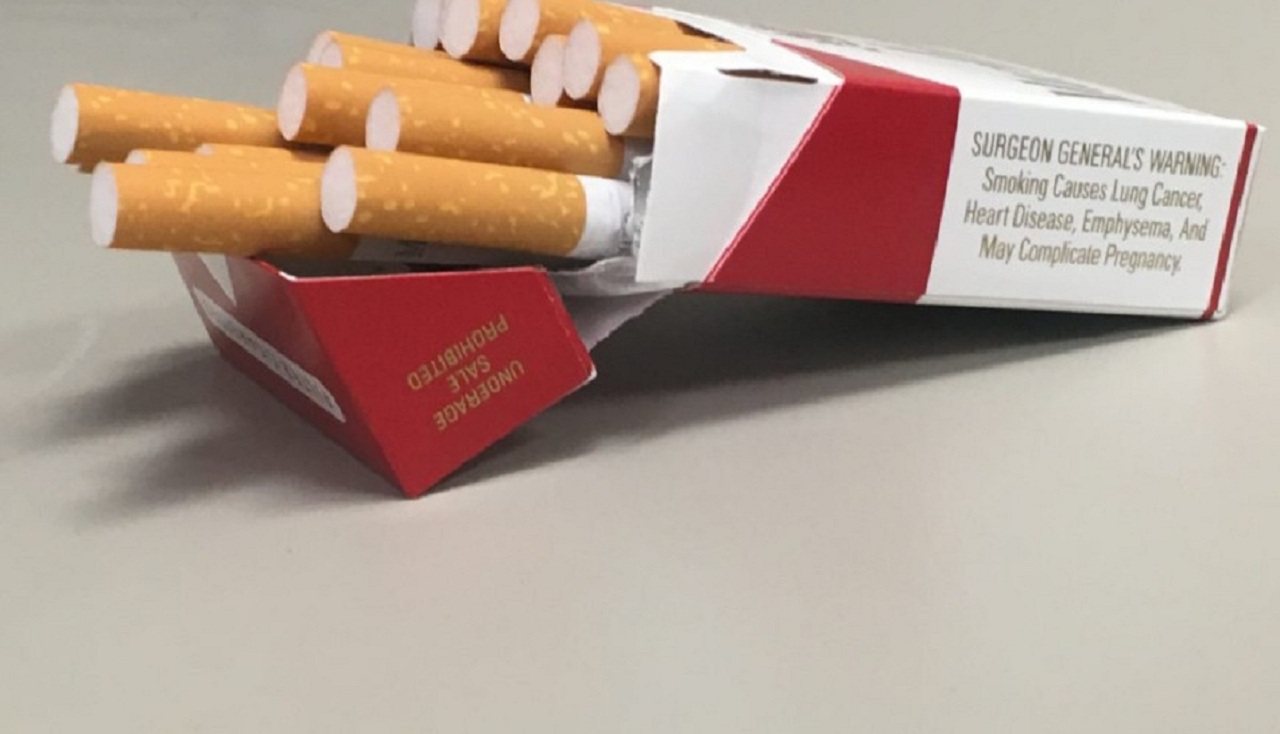 SURGEON GENERAL'S WARNING:
Smoking Causes Lung Cancer,
Heart Disease, Emphysema, And
May Complicate Pregnancy.
UNDERAGE
SALE
PROHIBITED